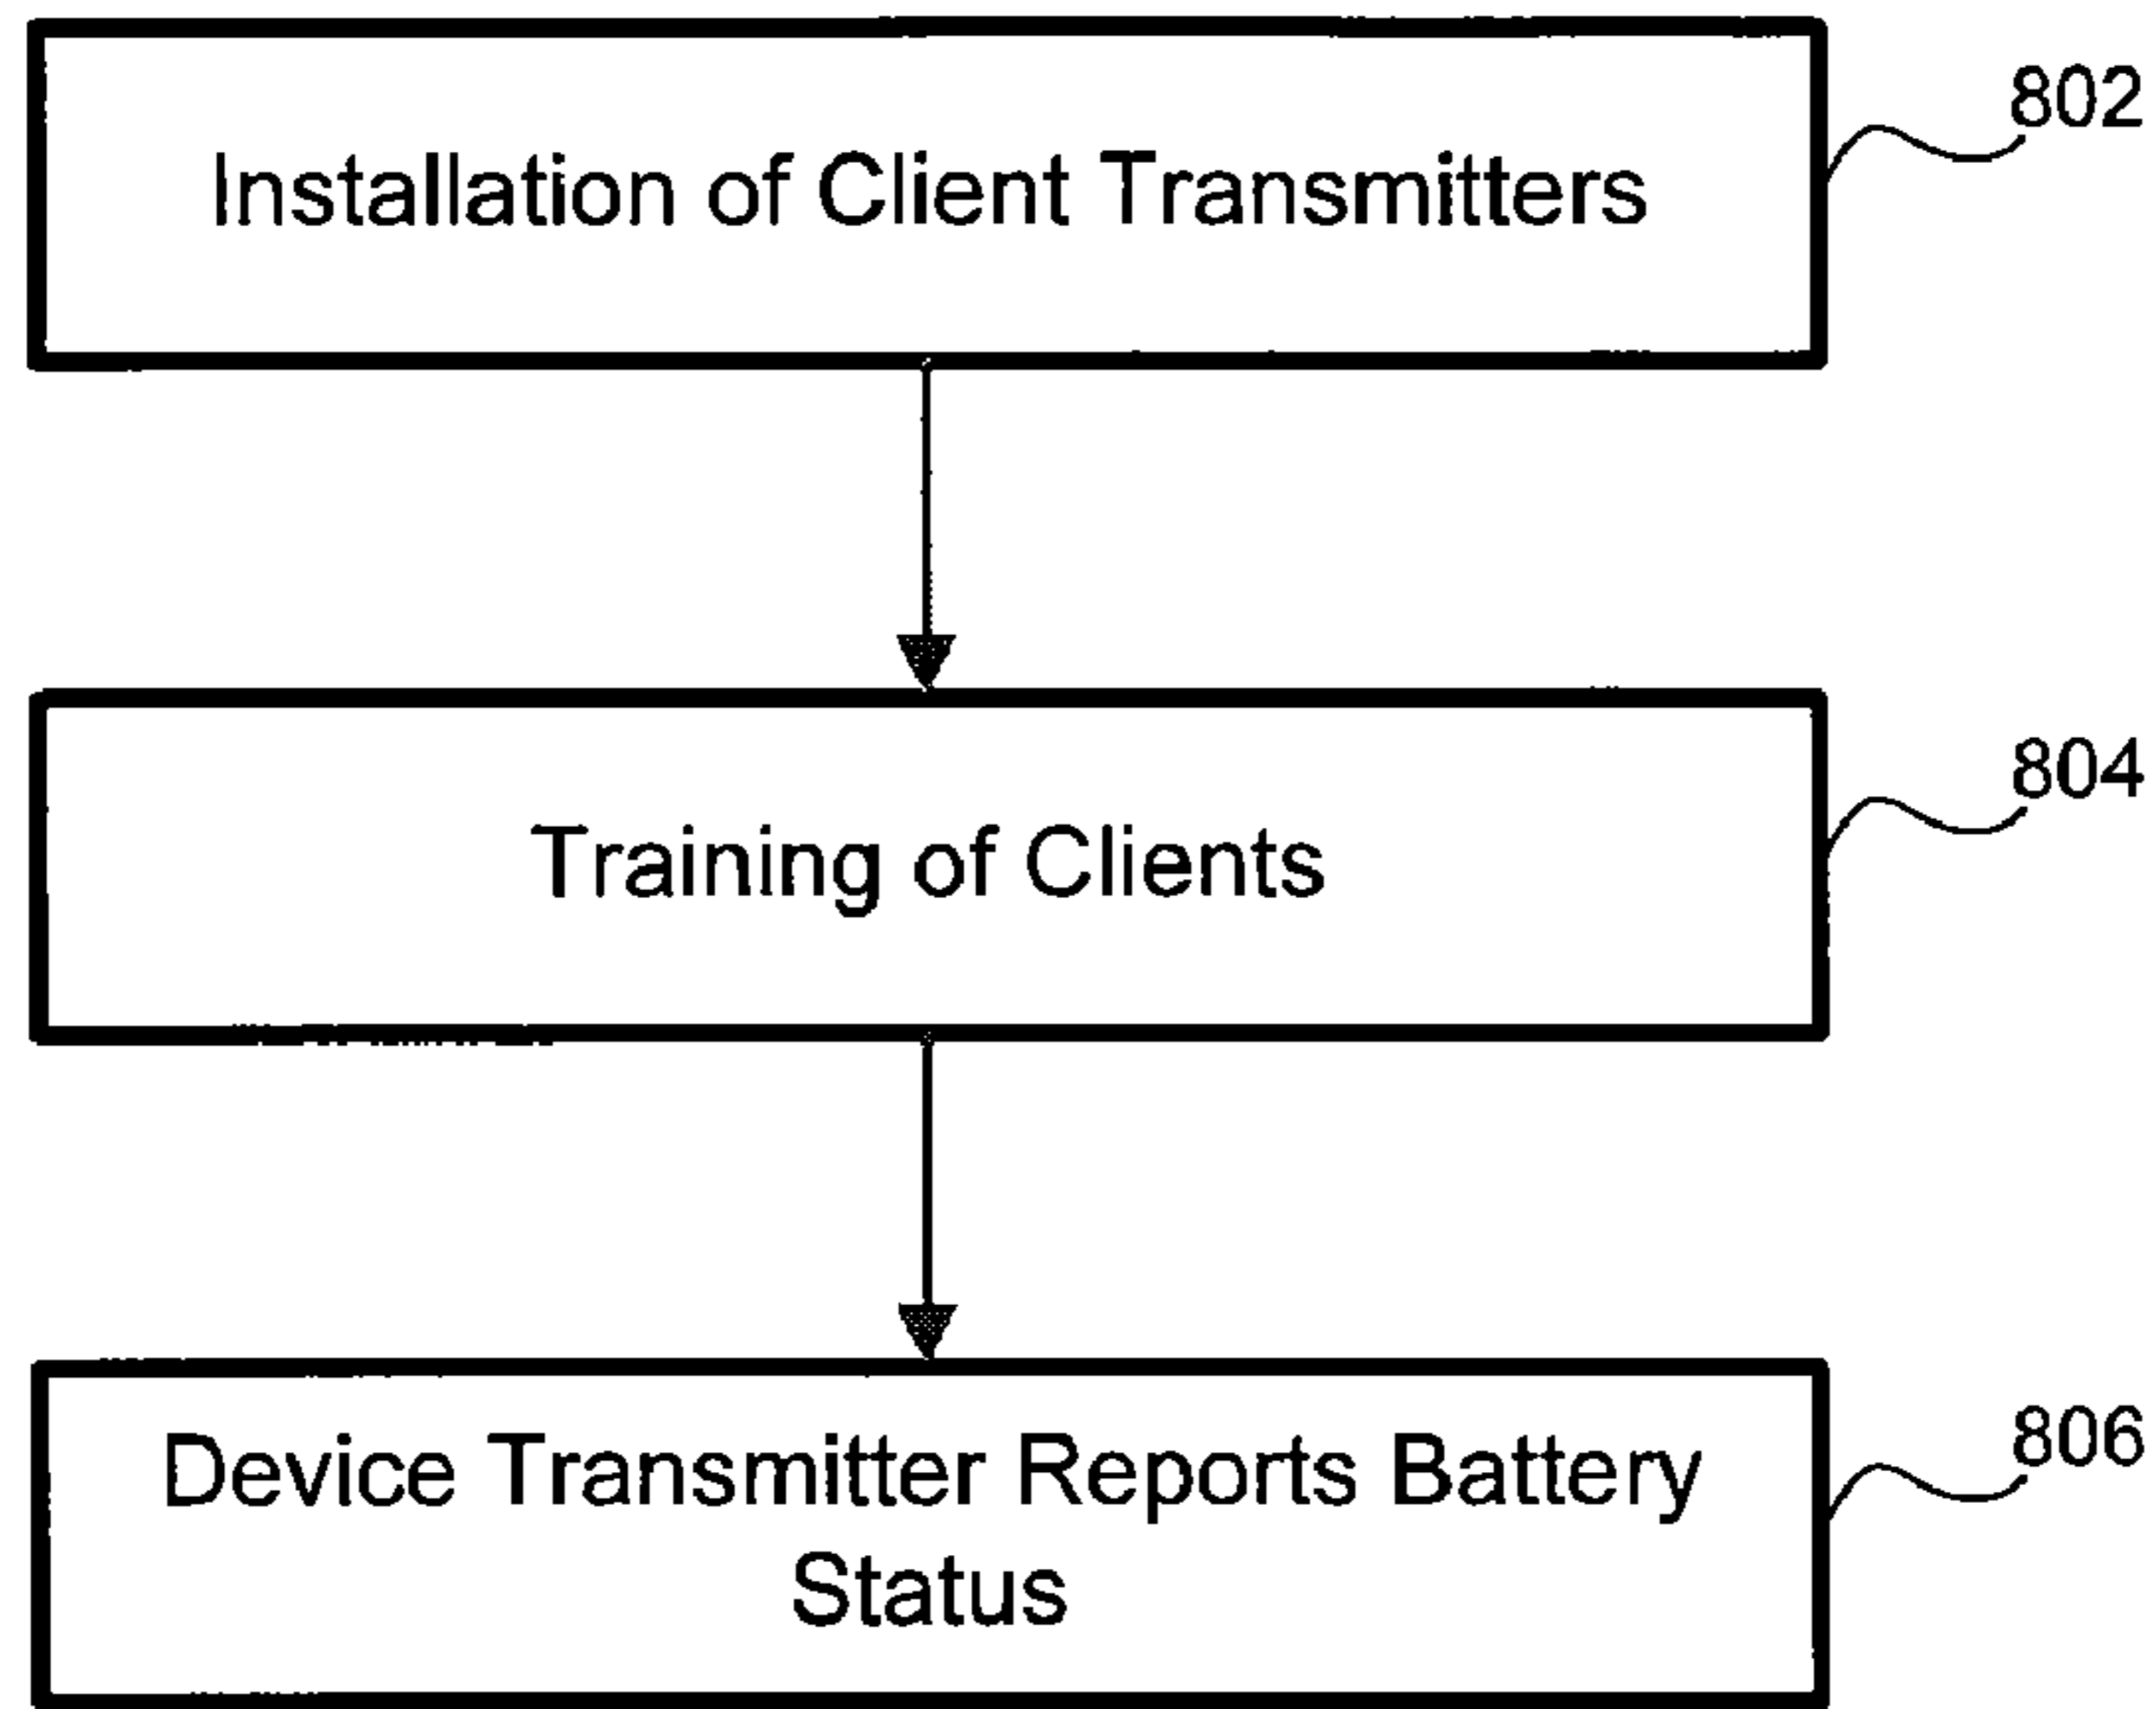 802
Installation of Client Transmitters
804
Training of Clients
806
Device Transmitter Reports Battery
Status